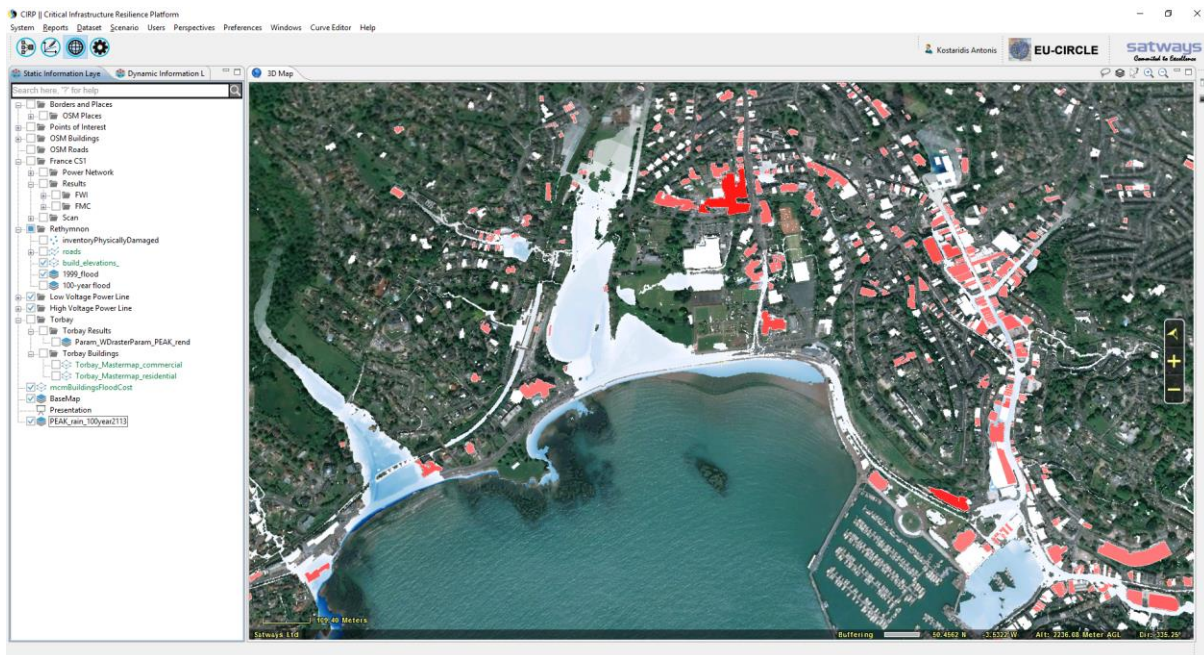 CIRP || Critical Infrastructure Resilience Platform
System Reports Dataset Scenario Users Perspectives Preferences Windows Curve Editor Help
Kostaridis Antonis
EU-CIRCLE
satways
Committed to Excellence
Static Information Laye
Dynamic Information L
3D Map
Search here, '?' for help
Borders and Places
OSM Places
Points of Interest
OSM Buildings
OSM Roads
France CS1
Power Network
Results
FWI
FMC
Scan
Rethymnon
inventoryPhysicallyDamaged
roads
build_elevations_
1999_flood
100-year flood
Low Voltage Power Line
High Voltage Power Line
Torbay
Torbay Results
Param_WDrasterParam_PEAK_rend
Torbay Buildings
Torbay_Mastermap_commercial
Torbay_Mastermap_residential
mcmBuildingsFloodCost
BaseMap
Presentation
PEAK_rain_100year2113
109.40 Meters
Satways Ltd
Buffering
50.4562 N -3.5322 W Alt: 2236.68 Meter AGL Dir: 335.25°